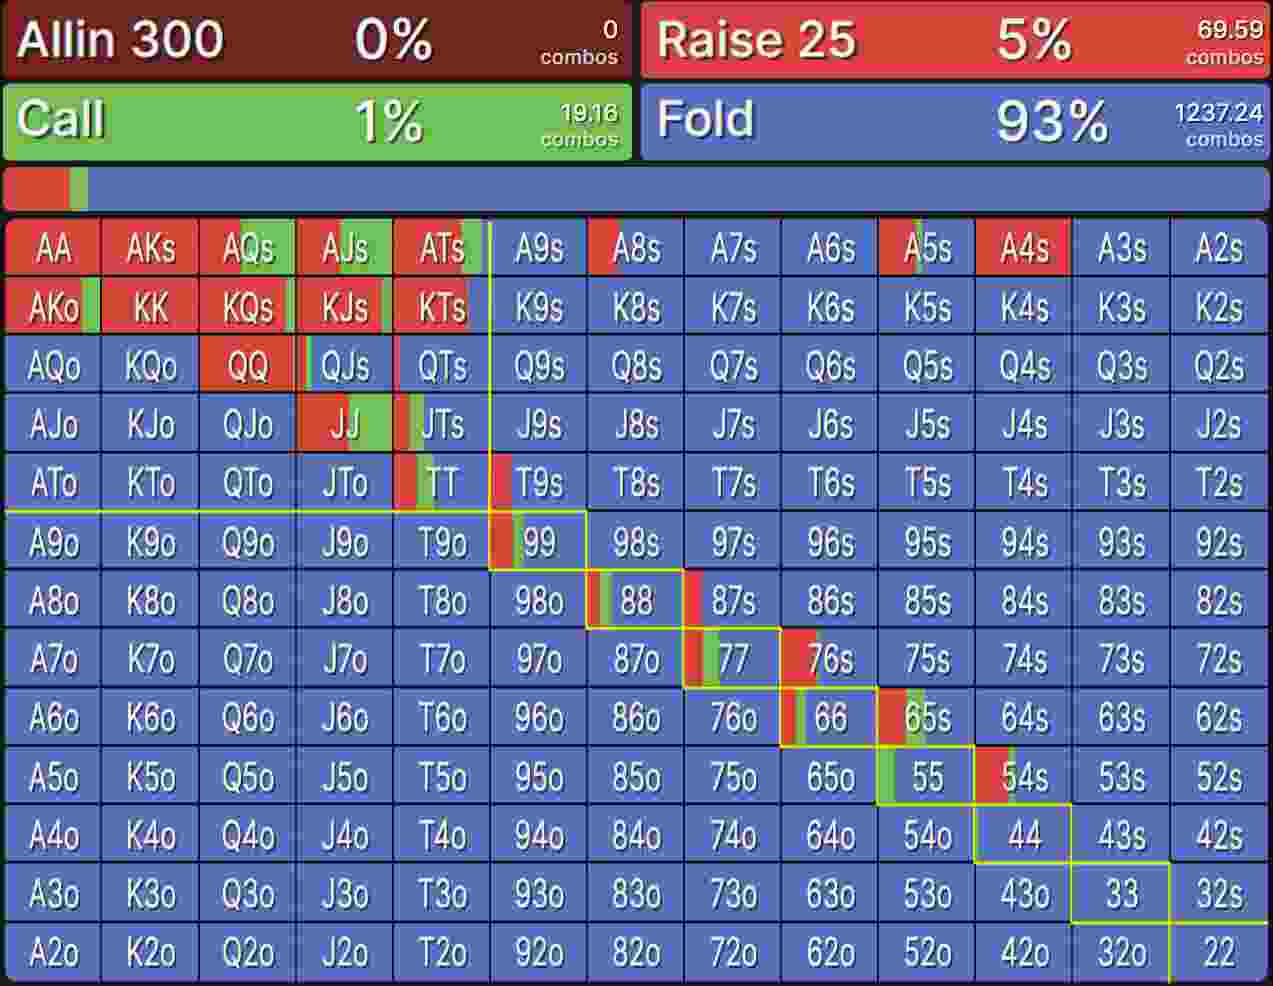 Allin 300 0% 0 combos Raise 25 5% 69.59 combos
Call 1% 19.16 combos Fold 93% 1237.24 combos
AA AKs AQs AJs ATs A9s A8s A7s A6s A5s A4s A3s A2s
AKo KK KQs KJs KTs K9s K8s K7s K6s K5s K4s K3s K2s
AQo KQo QQ QJs QTs Q9s Q8s Q7s Q6s Q5s Q4s Q3s Q2s
AJo KJo QJo JJ JTs J9s J8s J7s J6s J5s J4s J3s J2s
ATo KTo QTo JTo TT T9s T8s T7s T6s T5s T4s T3s T2s
A9o K9o Q9o J9o T9o 99 98s 97s 96s 95s 94s 93s 92s
A8o K8o Q8o J8o T8o 98o 88 87s 86s 85s 84s 83s 82s
A7o K7o Q7o J7o T7o 97o 87o 77 76s 75s 74s 73s 72s
A6o K6o Q6o J6o T6o 96o 86o 76o 66 65s 64s 63s 62s
A5o K5o Q5o J5o T5o 95o 85o 75o 65o 55 54s 53s 52s
A4o K4o Q4o J4o T4o 94o 84o 74o 64o 54o 44 43s 42s
A3o K3o Q3o J3o T3o 93o 83o 73o 63o 53o 43o 33 32s
A2o K2o Q2o J2o T2o 92o 82o 72o 62o 52o 42o 32o 22